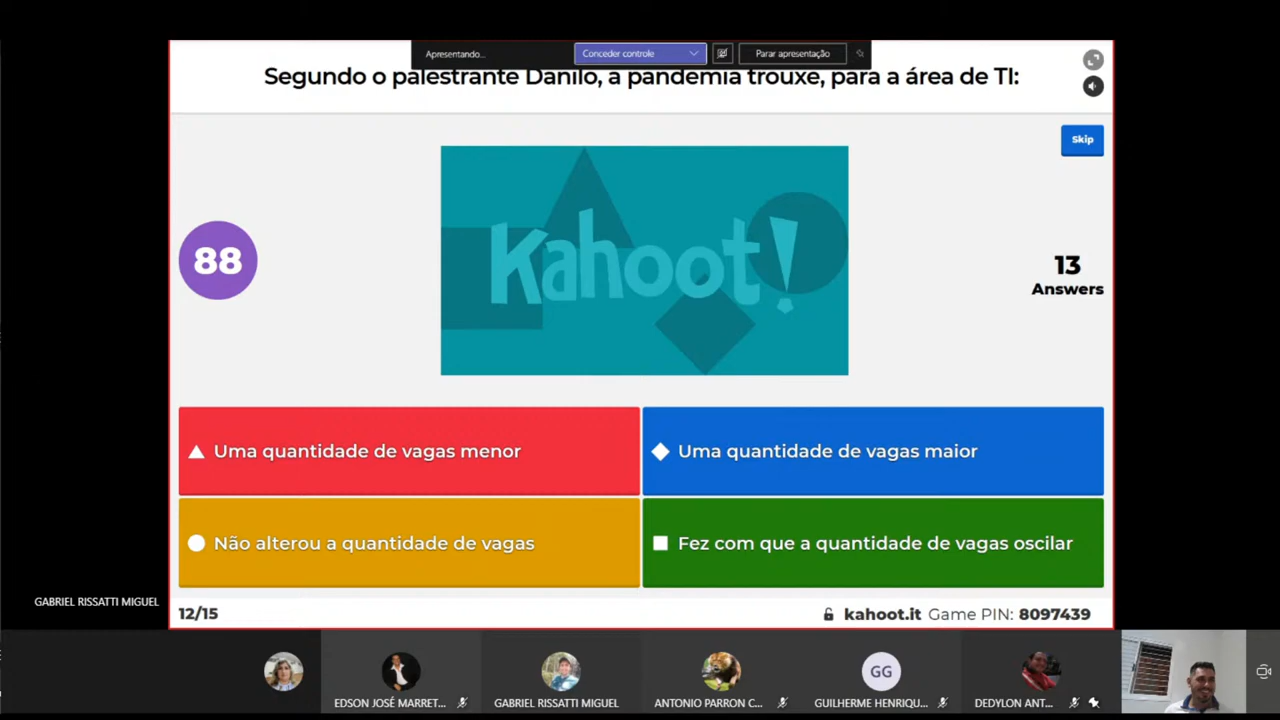 Apresentando...
Conceder controle
Parar apresentação
Segundo o palestrante Danilo, a pandemia trouxe, para a área de TI:
Skip
88
Kahoot!
13
Answers
Uma quantidade de vagas menor
Uma quantidade de vagas maior
Não alterou a quantidade de vagas
Fez com que a quantidade de vagas oscilar
GABRIEL RISSATTI MIGUEL
12/15
kahoot.it Game PIN: 8097439
GG
EDSON JOSÉ MARRET...
GABRIEL RISSATTI MIGUEL
ANTONIO PARRON C...
GUILHERME HENRIQU...
DEDYLON ANT...